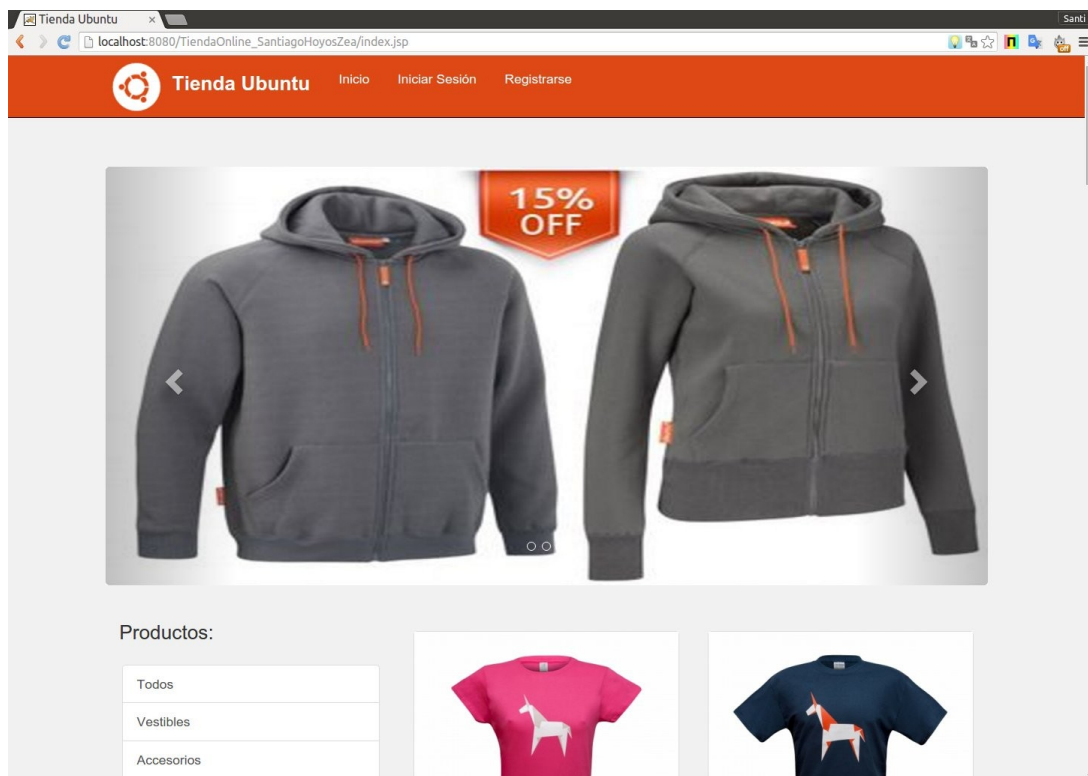 Tienda Ubuntu
Santi
localhost:8080/TiendaOnline_SantiagoHoyosZea/index.jsp
off
Tienda Ubuntu
Inicio
Iniciar Sesión
Registrarse
15%
OFF
Productos:
Todos
Vestibles
Accesorios